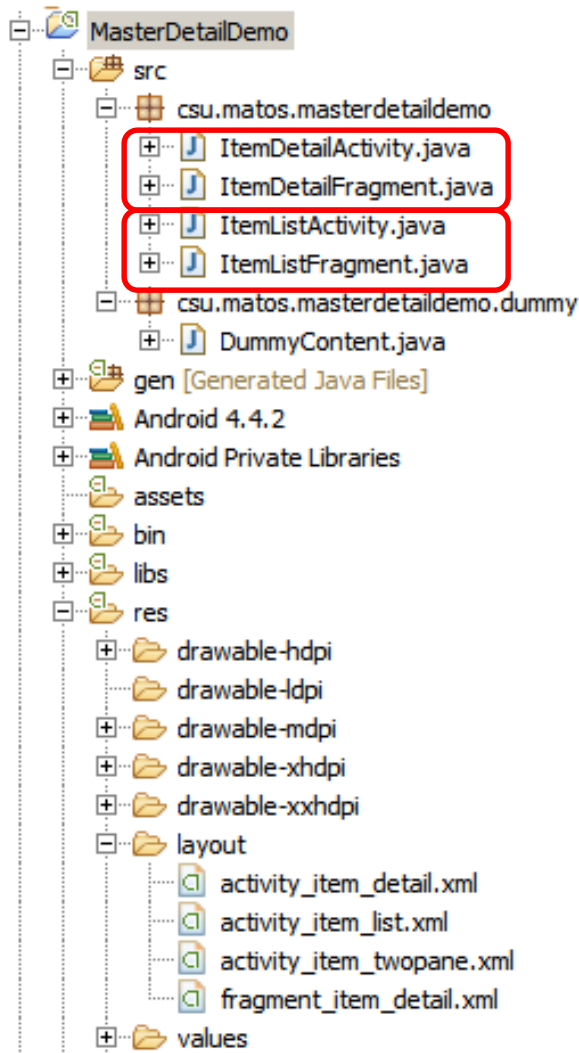 MasterDetailDemo
src
csu.matos.masterdetaildemo
ItemDetailActivity.java
ItemDetailFragment.java
ItemListActivity.java
ItemListFragment.java
csu.matos.masterdetaildemo.dummy
DummyContent.java
gen [Generated Java Files]
Android 4.4.2
Android Private Libraries
assets
bin
libs
res
drawable-hdpi
drawable-ldpi
drawable-mdpi
drawable-xhdpi
drawable-xxhdpi
layout
activity_item_detail.xml
activity_item_list.xml
activity_item_twopane.xml
fragment_item_detail.xml
values